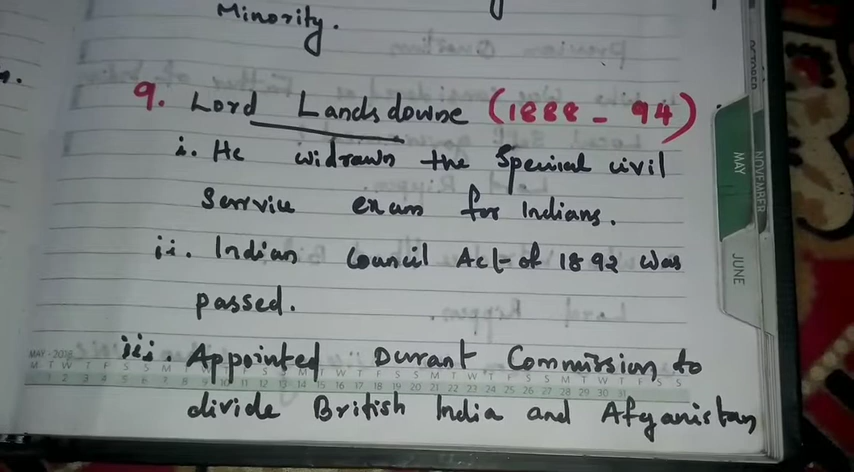 Minority.
9. Lord Landsdowne (1888 - 94)
i. He widrawn the Special civil
Service exam for Indians.
ii. Indian Council Act of 1892 was
passed.
iii. Appointed Durant Commission to
divide British India and Afganistan
MAY
NOVEMBER
JUNE